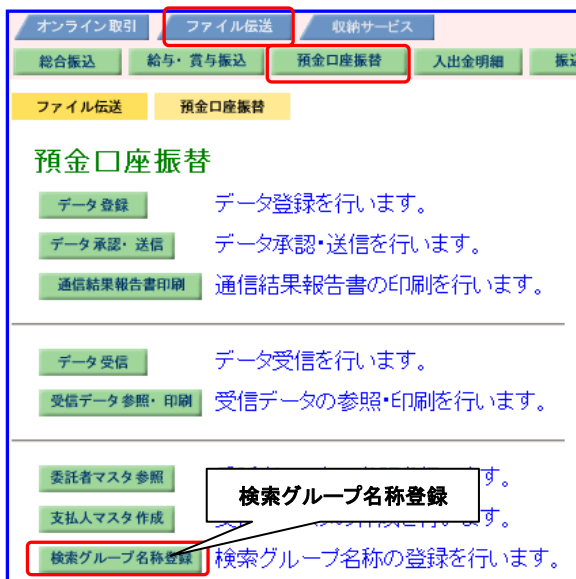 オンライン取引 ファイル伝送 収納サービス
総合振込 給与・賞与振込 預金口座振替 入出金明細
ファイル伝送 預金口座振替
預金口座振替
データ登録 データ登録を行います。
データ承認・送信 データ承認・送信を行います。
通信結果報告書印刷 通信結果報告書の印刷を行います。
データ受信 データ受信を行います。
受信データ参照・印刷 受信データの参照・印刷を行います。
委託者マスタ参照 す。
検索グループ名称登録
支払人マスタ作成 す。
検索グループ名称登録 検索グループ名称の登録を行います。